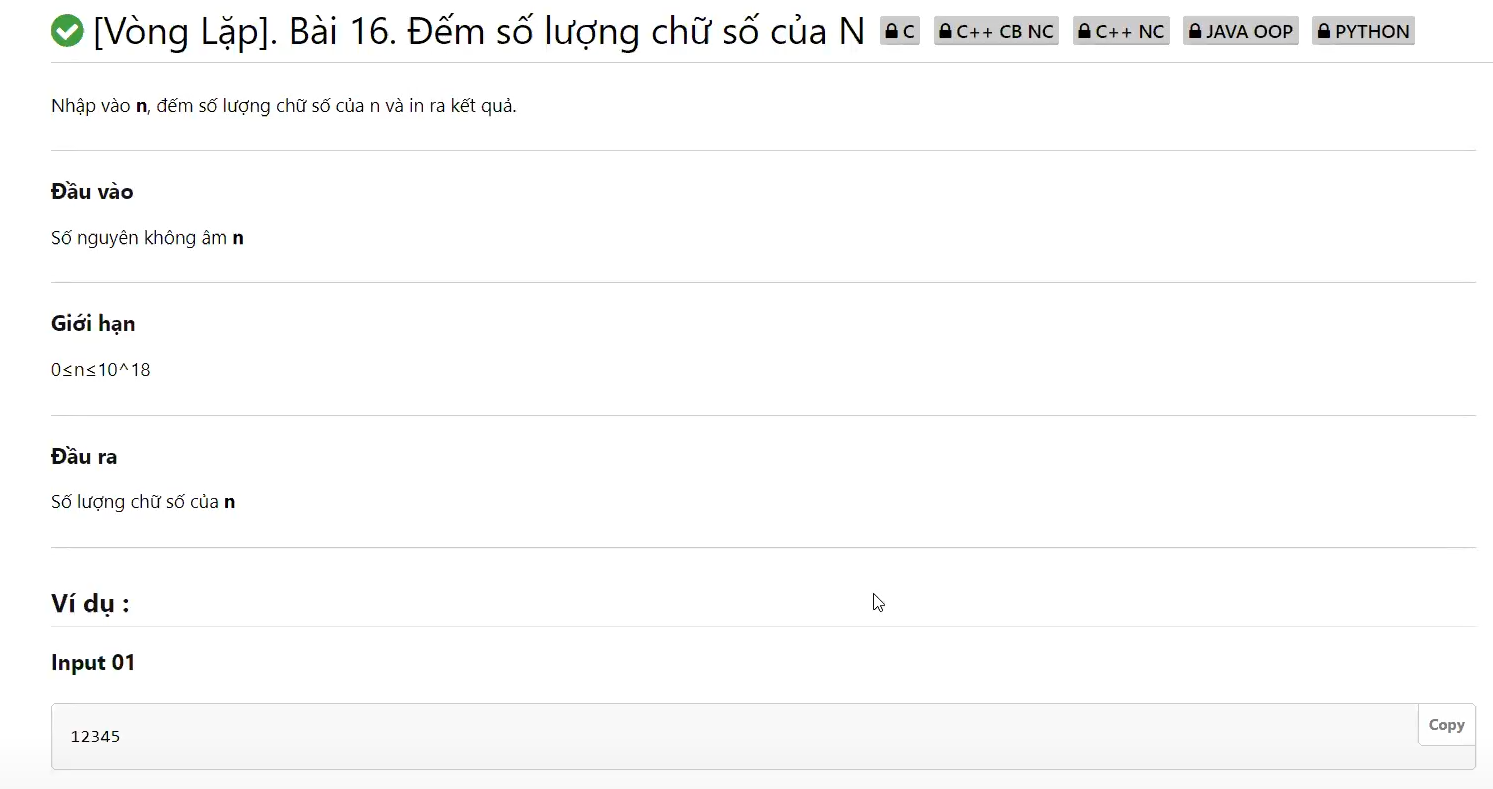 [Vòng Lặp]. Bài 16. Đếm số lượng chữ số của N C C++ CB NC C++ NC JAVA OOP PYTHON
Nhập vào n, đếm số lượng chữ số của n và in ra kết quả.
Đầu vào
Số nguyên không âm n
Giới hạn
0≤n≤10^18
Đầu ra
Số lượng chữ số của n
Ví dụ :
Input 01
Copy
12345